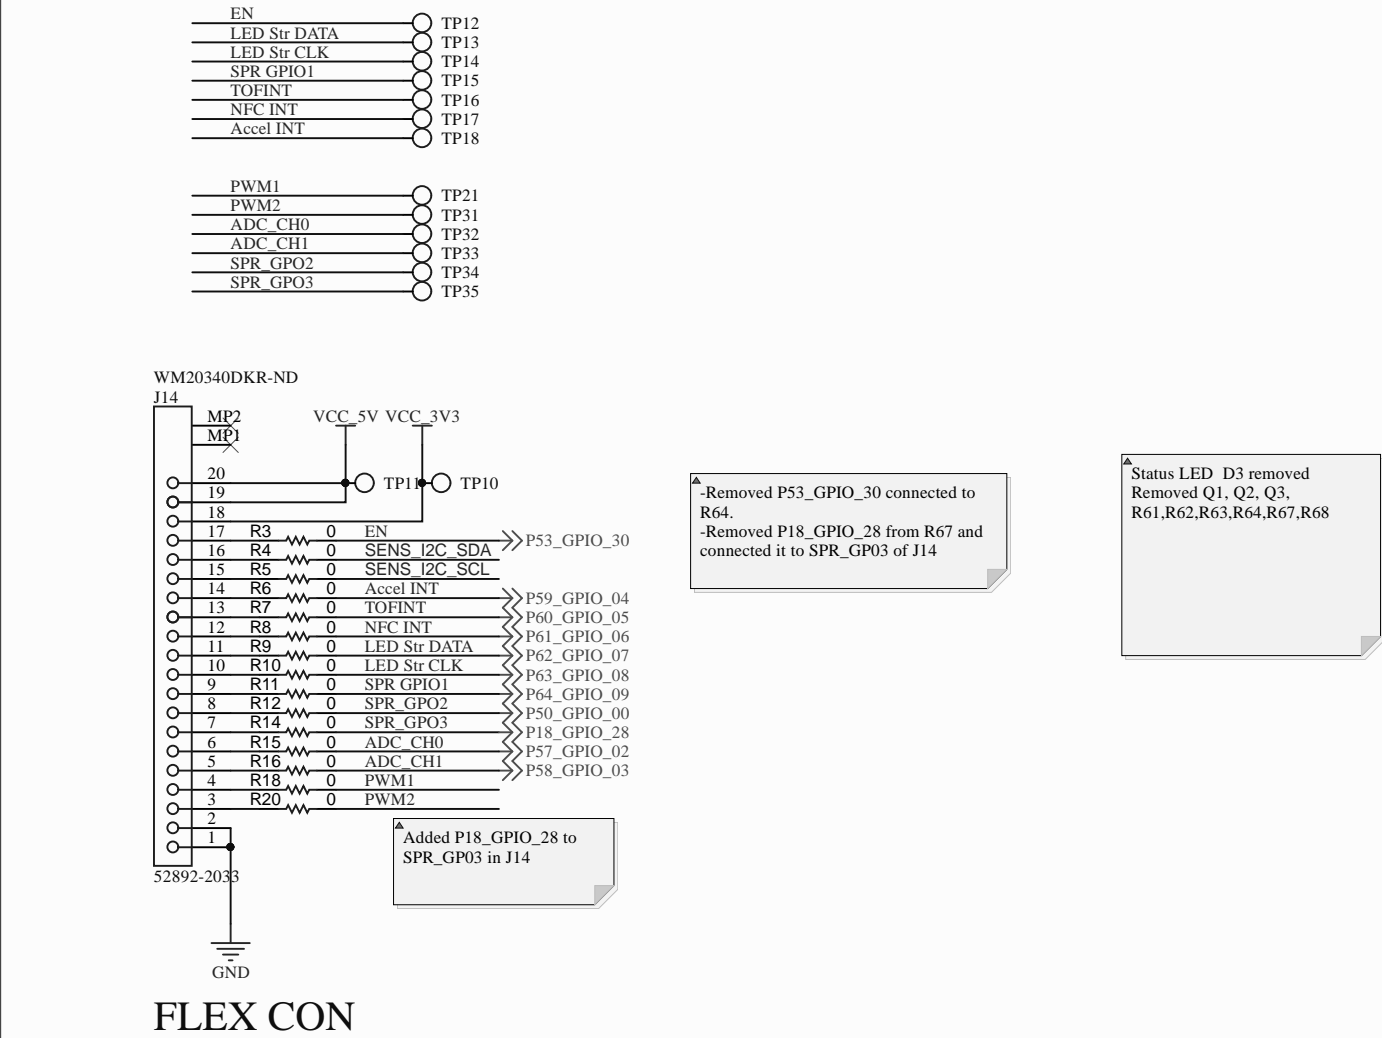 EN TP12
LED Str DATA TP13
LED Str CLK TP14
SPR GPIO1 TP15
TOFINT TP16
NFC INT TP17
Accel INT TP18
PWM1 TP21
PWM2 TP31
ADC_CH0 TP32
ADC_CH1 TP33
SPR_GPO2 TP34
SPR_GPO3 TP35
WM20340DKR-ND
J14
MP2 VCC_5V VCC_3V3
MP1
20 TP11 TP10
19
18
17 R3 0 EN P53_GPIO_30
16 R4 0 SENS_I2C_SDA
15 R5 0 SENS_I2C_SCL
14 R6 0 Accel INT P59_GPIO_04
13 R7 0 TOFINT P60_GPIO_05
12 R8 0 NFC INT P61_GPIO_06
11 R9 0 LED Str DATA P62_GPIO_07
10 R10 0 LED Str CLK P63_GPIO_08
9 R11 0 SPR GPIO1 P64_GPIO_09
8 R12 0 SPR_GPO2 P50_GPIO_00
7 R14 0 SPR_GPO3 P18_GPIO_28
6 R15 0 ADC_CH0 P57_GPIO_02
5 R16 0 ADC_CH1 P58_GPIO_03
4 R18 0 PWM1
3 R20 0 PWM2
2
1
52892-2033
GND
FLEX CON
Added P18_GPIO_28 to
SPR_GP03 in J14
-Removed P53_GPIO_30 connected to
R64.
-Removed P18_GPIO_28 from R67 and
connected it to SPR_GP03 of J14
Status LED D3 removed
Removed Q1, Q2, Q3,
R61,R62,R63,R64,R67,R68